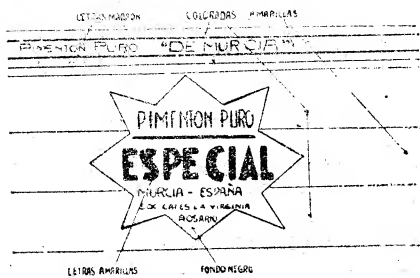 LETRAS MARRON COLORADAS AMARILLAS
PIMENTON PURO "DE MURCIA"
PIMENTON PURO
ESPECIAL
MURCIA - ESPAÑA
LA VIRGINIA
ROSARIO
LETRAS AMARILLAS FONDO NEGRO